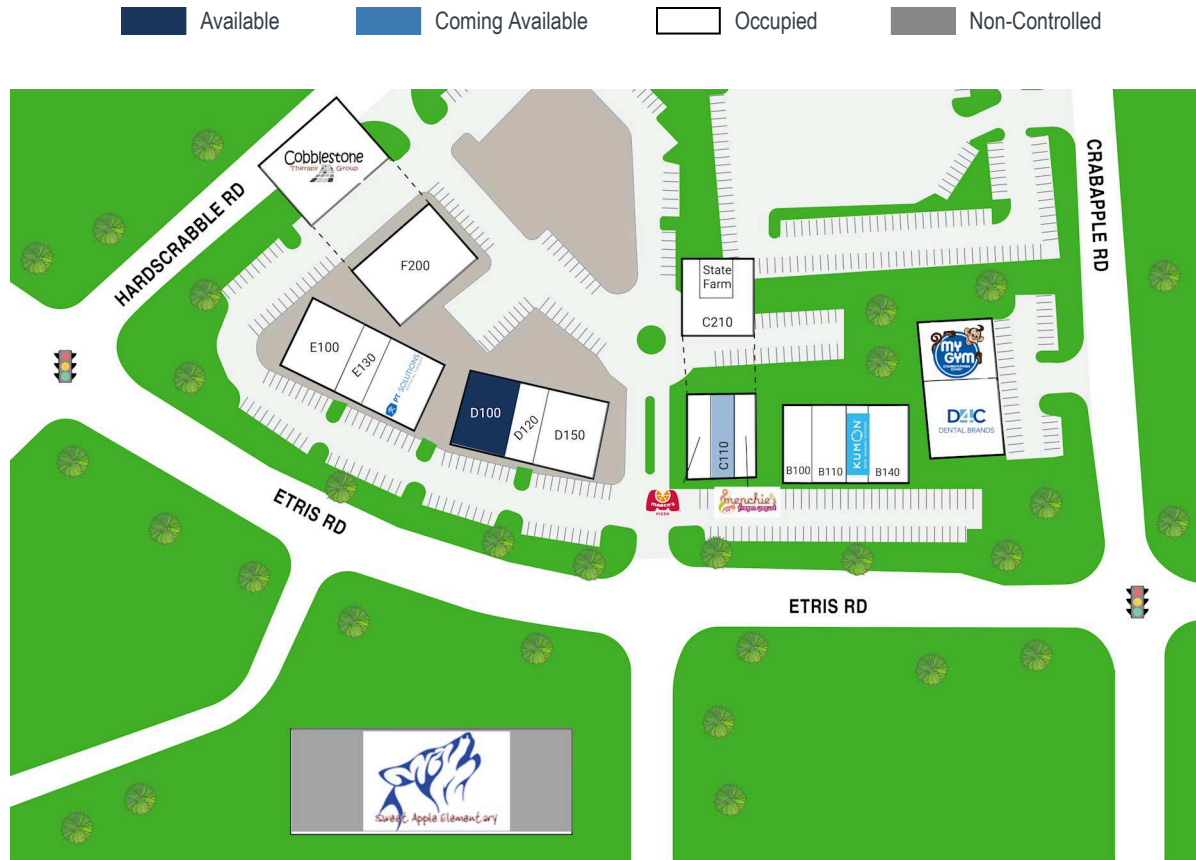 Available
Coming Available
Occupied
Non-Controlled
Cobblestone
Therapy Group
HARDSCRABBLE RD
CRABAPPLE RD
F200
State
Farm
C210
E100
E130
PT SOLUTIONS
MY
GYM
D4C
DENTAL BRANDS
D100
D120
D150
C110
B100
B110
KUMON
B140
MARCO'S
PIZZA
menchie's
frozen yogurt
ETRIS RD
ETRIS RD
Sweet Apple Elementary